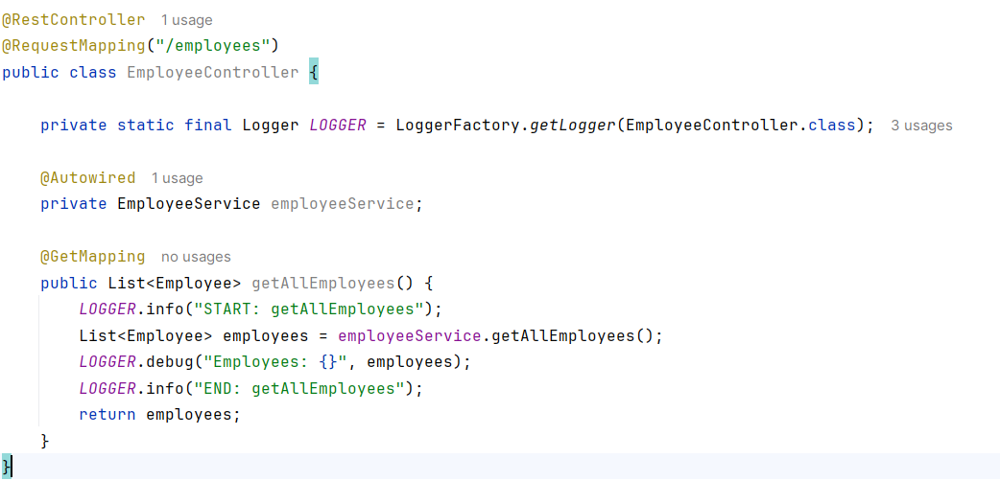 @RestController 1 usage
@RequestMapping("/employees")
public class EmployeeController {
private static final Logger LOGGER = LoggerFactory.getLogger(EmployeeController.class); 3 usages
@Autowired 1 usage
private EmployeeService employeeService;
@GetMapping no usages
public List<Employee> getAllEmployees() {
LOGGER.info("START: getAllEmployees");
List<Employee> employees = employeeService.getAllEmployees();
LOGGER.debug("Employees: {}", employees);
LOGGER.info("END: getAllEmployees");
return employees;
}
}